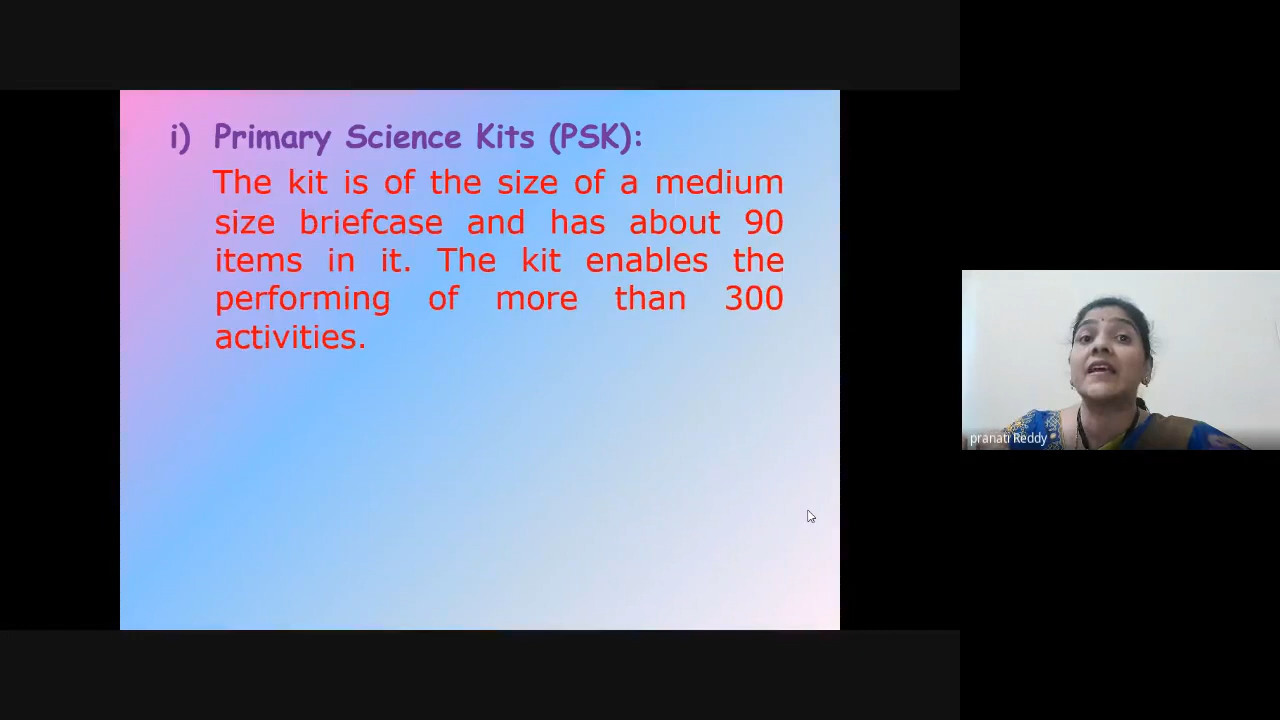 i) Primary Science Kits (PSK):
The kit is of the size of a medium
size briefcase and has about 90
items in it. The kit enables the
performing of more than 300
activities.
pranati Reddy